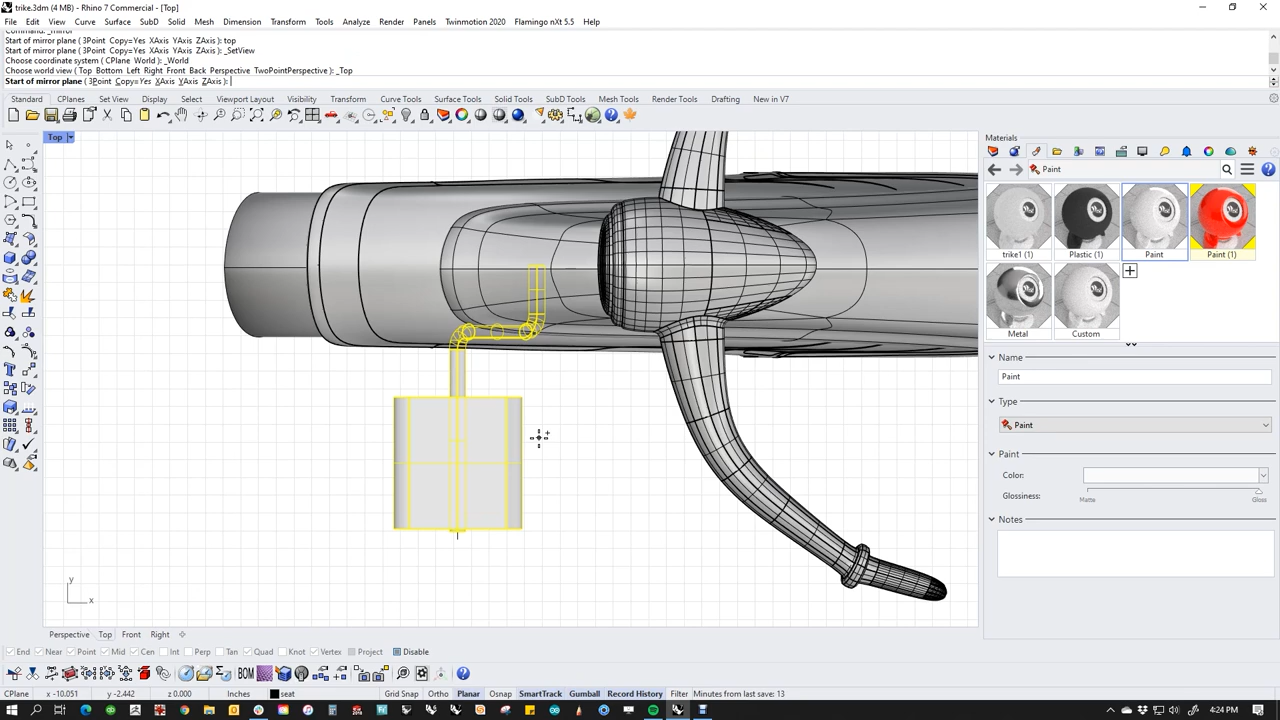 trike.3dm (4 MB) - Rhino 7 Commercial - [Top]
File Edit View Curve Surface SubD Solid Mesh Dimension Transform Tools Analyze Render Panels Twinmotion 2020 Flamingo nXt 5.5 Window Help
Start of mirror plane ( 3Point Copy=Yes XAxis YAxis ZAxis ): top
Start of mirror plane ( 3Point Copy=Yes XAxis YAxis ZAxis ): _SetView
Choose coordinate system ( CPlane World ): _World
Choose world view ( Top Bottom Left Right Front Back Perspective TwoPointPerspective ): _Top
Start of mirror plane ( 3Point Copy=Yes XAxis YAxis ZAxis ):
Standard CPlanes Set View Display Select Viewport Layout Visibility Transform Curve Tools Surface Tools Solid Tools SubD Tools Mesh Tools Render Tools Drafting New in V7
Top
Materials
Paint
trike1 (1) Plastic (1) Paint Paint (1)
Metal Custom
Name
Paint
Type
Paint
Paint
Color:
Glossiness:
Matte Gloss
Notes
y
x
Perspective Top Front Right
End Near Point Mid Cen Int Perp Tan Quad Knot Vertex Project Disable
BOM
CPlane x -10.051 y -2.442 z 0.000 Inches seat Grid Snap Ortho Planar Osnap SmartTrack Gumball Record History Filter Minutes from last save: 13
4:24 PM